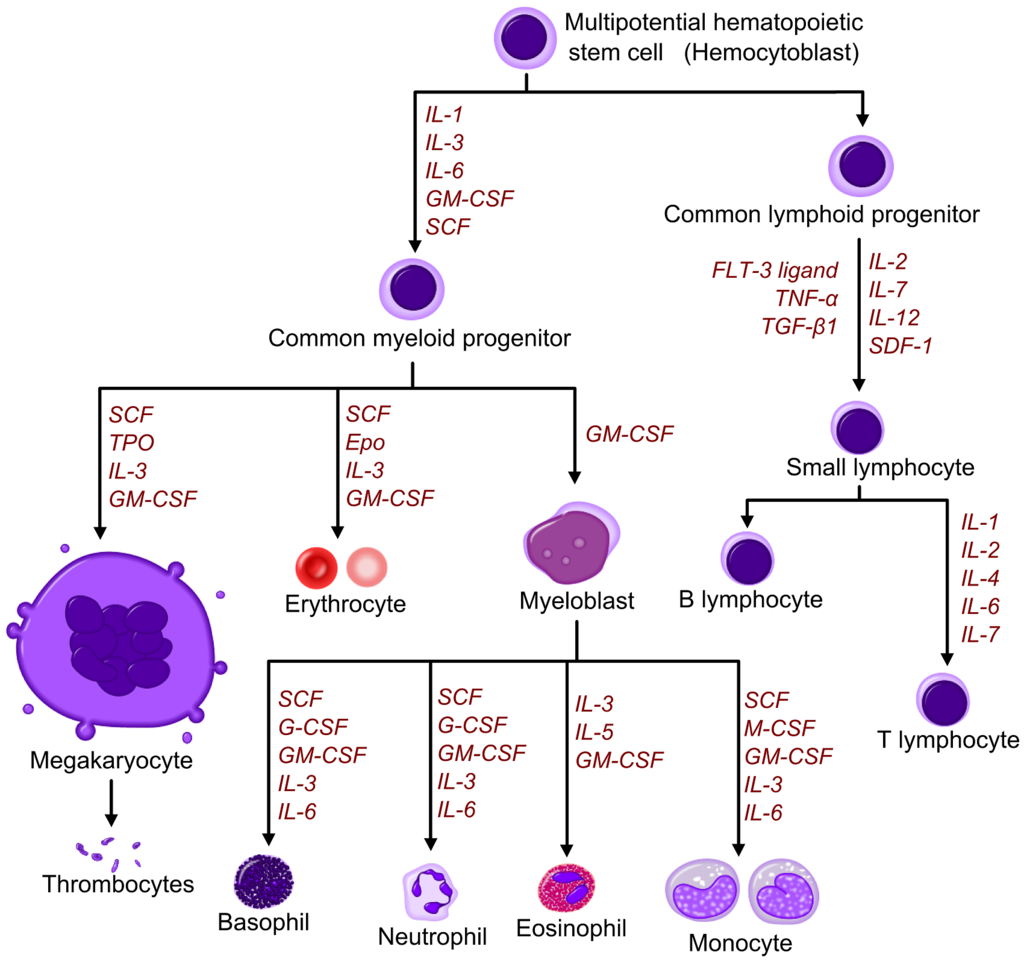 Multipotential hematopoietic
stem cell (Hemocytoblast)
IL-1
IL-3
IL-6
GM-CSF
SCF
Common lymphoid progenitor
FLT-3 ligand
TNF-α
TGF-β1
IL-2
IL-7
IL-12
SDF-1
Common myeloid progenitor
SCF
TPO
IL-3
GM-CSF
SCF
Epo
IL-3
GM-CSF
GM-CSF
Small lymphocyte
IL-1
IL-2
IL-4
IL-6
IL-7
Erythrocyte
Myeloblast
B lymphocyte
T lymphocyte
Megakaryocyte
SCF
G-CSF
GM-CSF
IL-3
IL-6
SCF
G-CSF
GM-CSF
IL-3
IL-6
IL-3
IL-5
GM-CSF
SCF
M-CSF
GM-CSF
IL-3
IL-6
Thrombocytes
Basophil
Neutrophil
Eosinophil
Monocyte